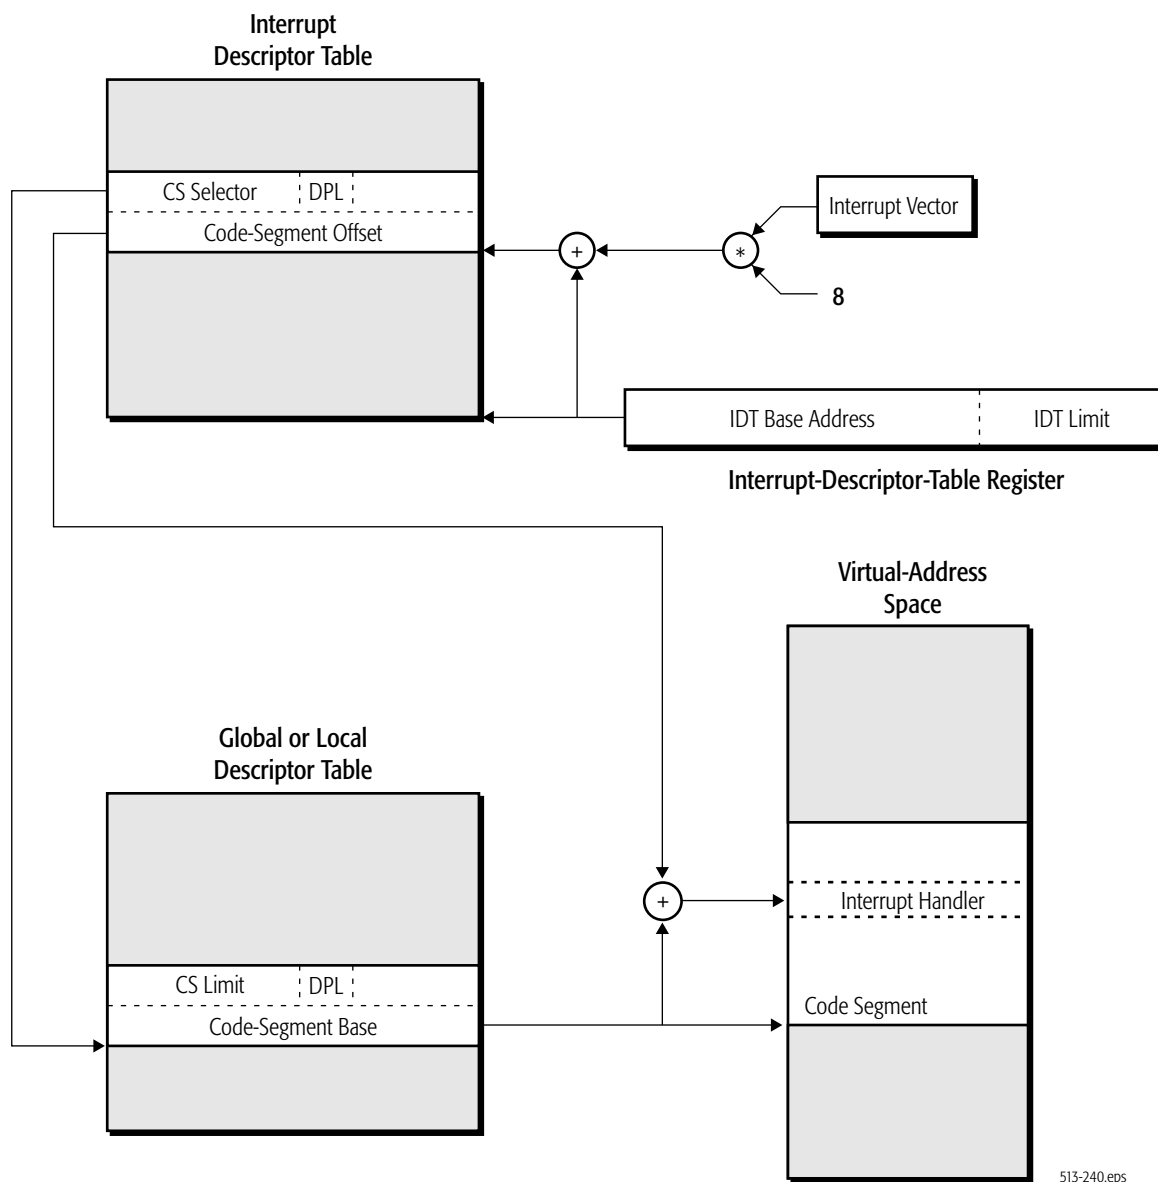 Interrupt
Descriptor Table
CS Selector DPL
Code-Segment Offset
Interrupt Vector
+
*
8
IDT Base Address IDT Limit
Interrupt-Descriptor-Table Register
Virtual-Address
Space
Global or Local
Descriptor Table
+
Interrupt Handler
CS Limit DPL
Code-Segment Base
Code Segment
513-240.eps